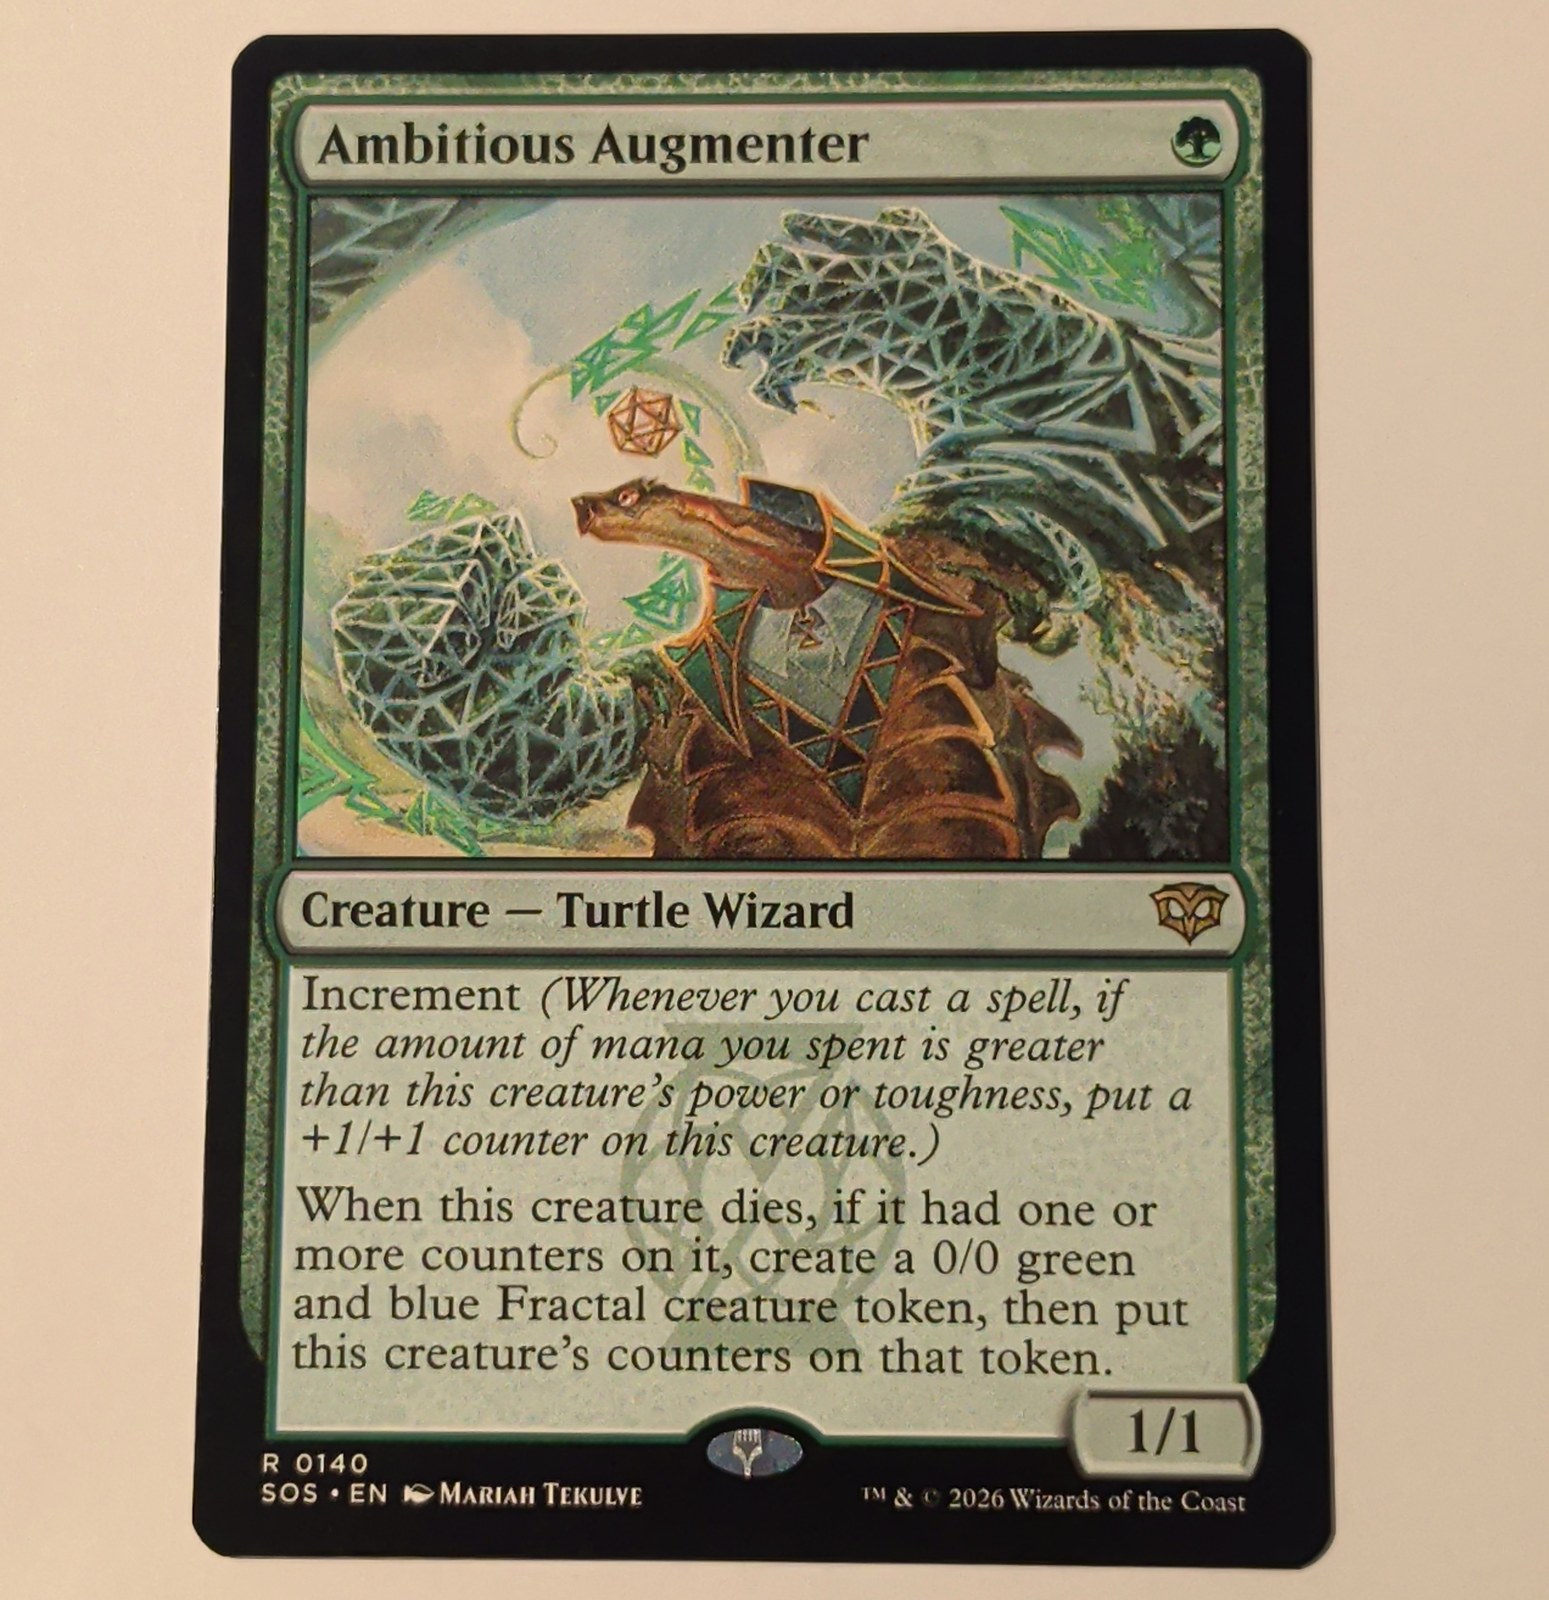 Ambitious Augmenter
Creature — Turtle Wizard
Increment (Whenever you cast a spell, if
the amount of mana you spent is greater
than this creature's power or toughness, put a
+1/+1 counter on this creature.)
When this creature dies, if it had one or
more counters on it, create a 0/0 green
and blue Fractal creature token, then put
this creature's counters on that token.
1/1
R 0140
SOS • EN MARIAH TEKULVE
™ & © 2026 Wizards of the Coast